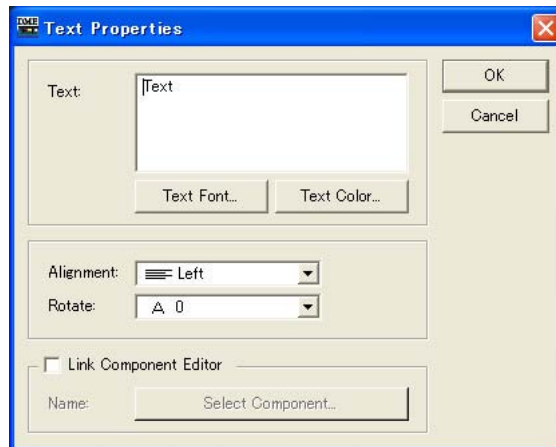 DME
Text Properties
Text:
Text
OK
Cancel
Text Font...
Text Color...
Alignment:
Left
Rotate:
A 0
Link Component Editor
Name:
Select Component...